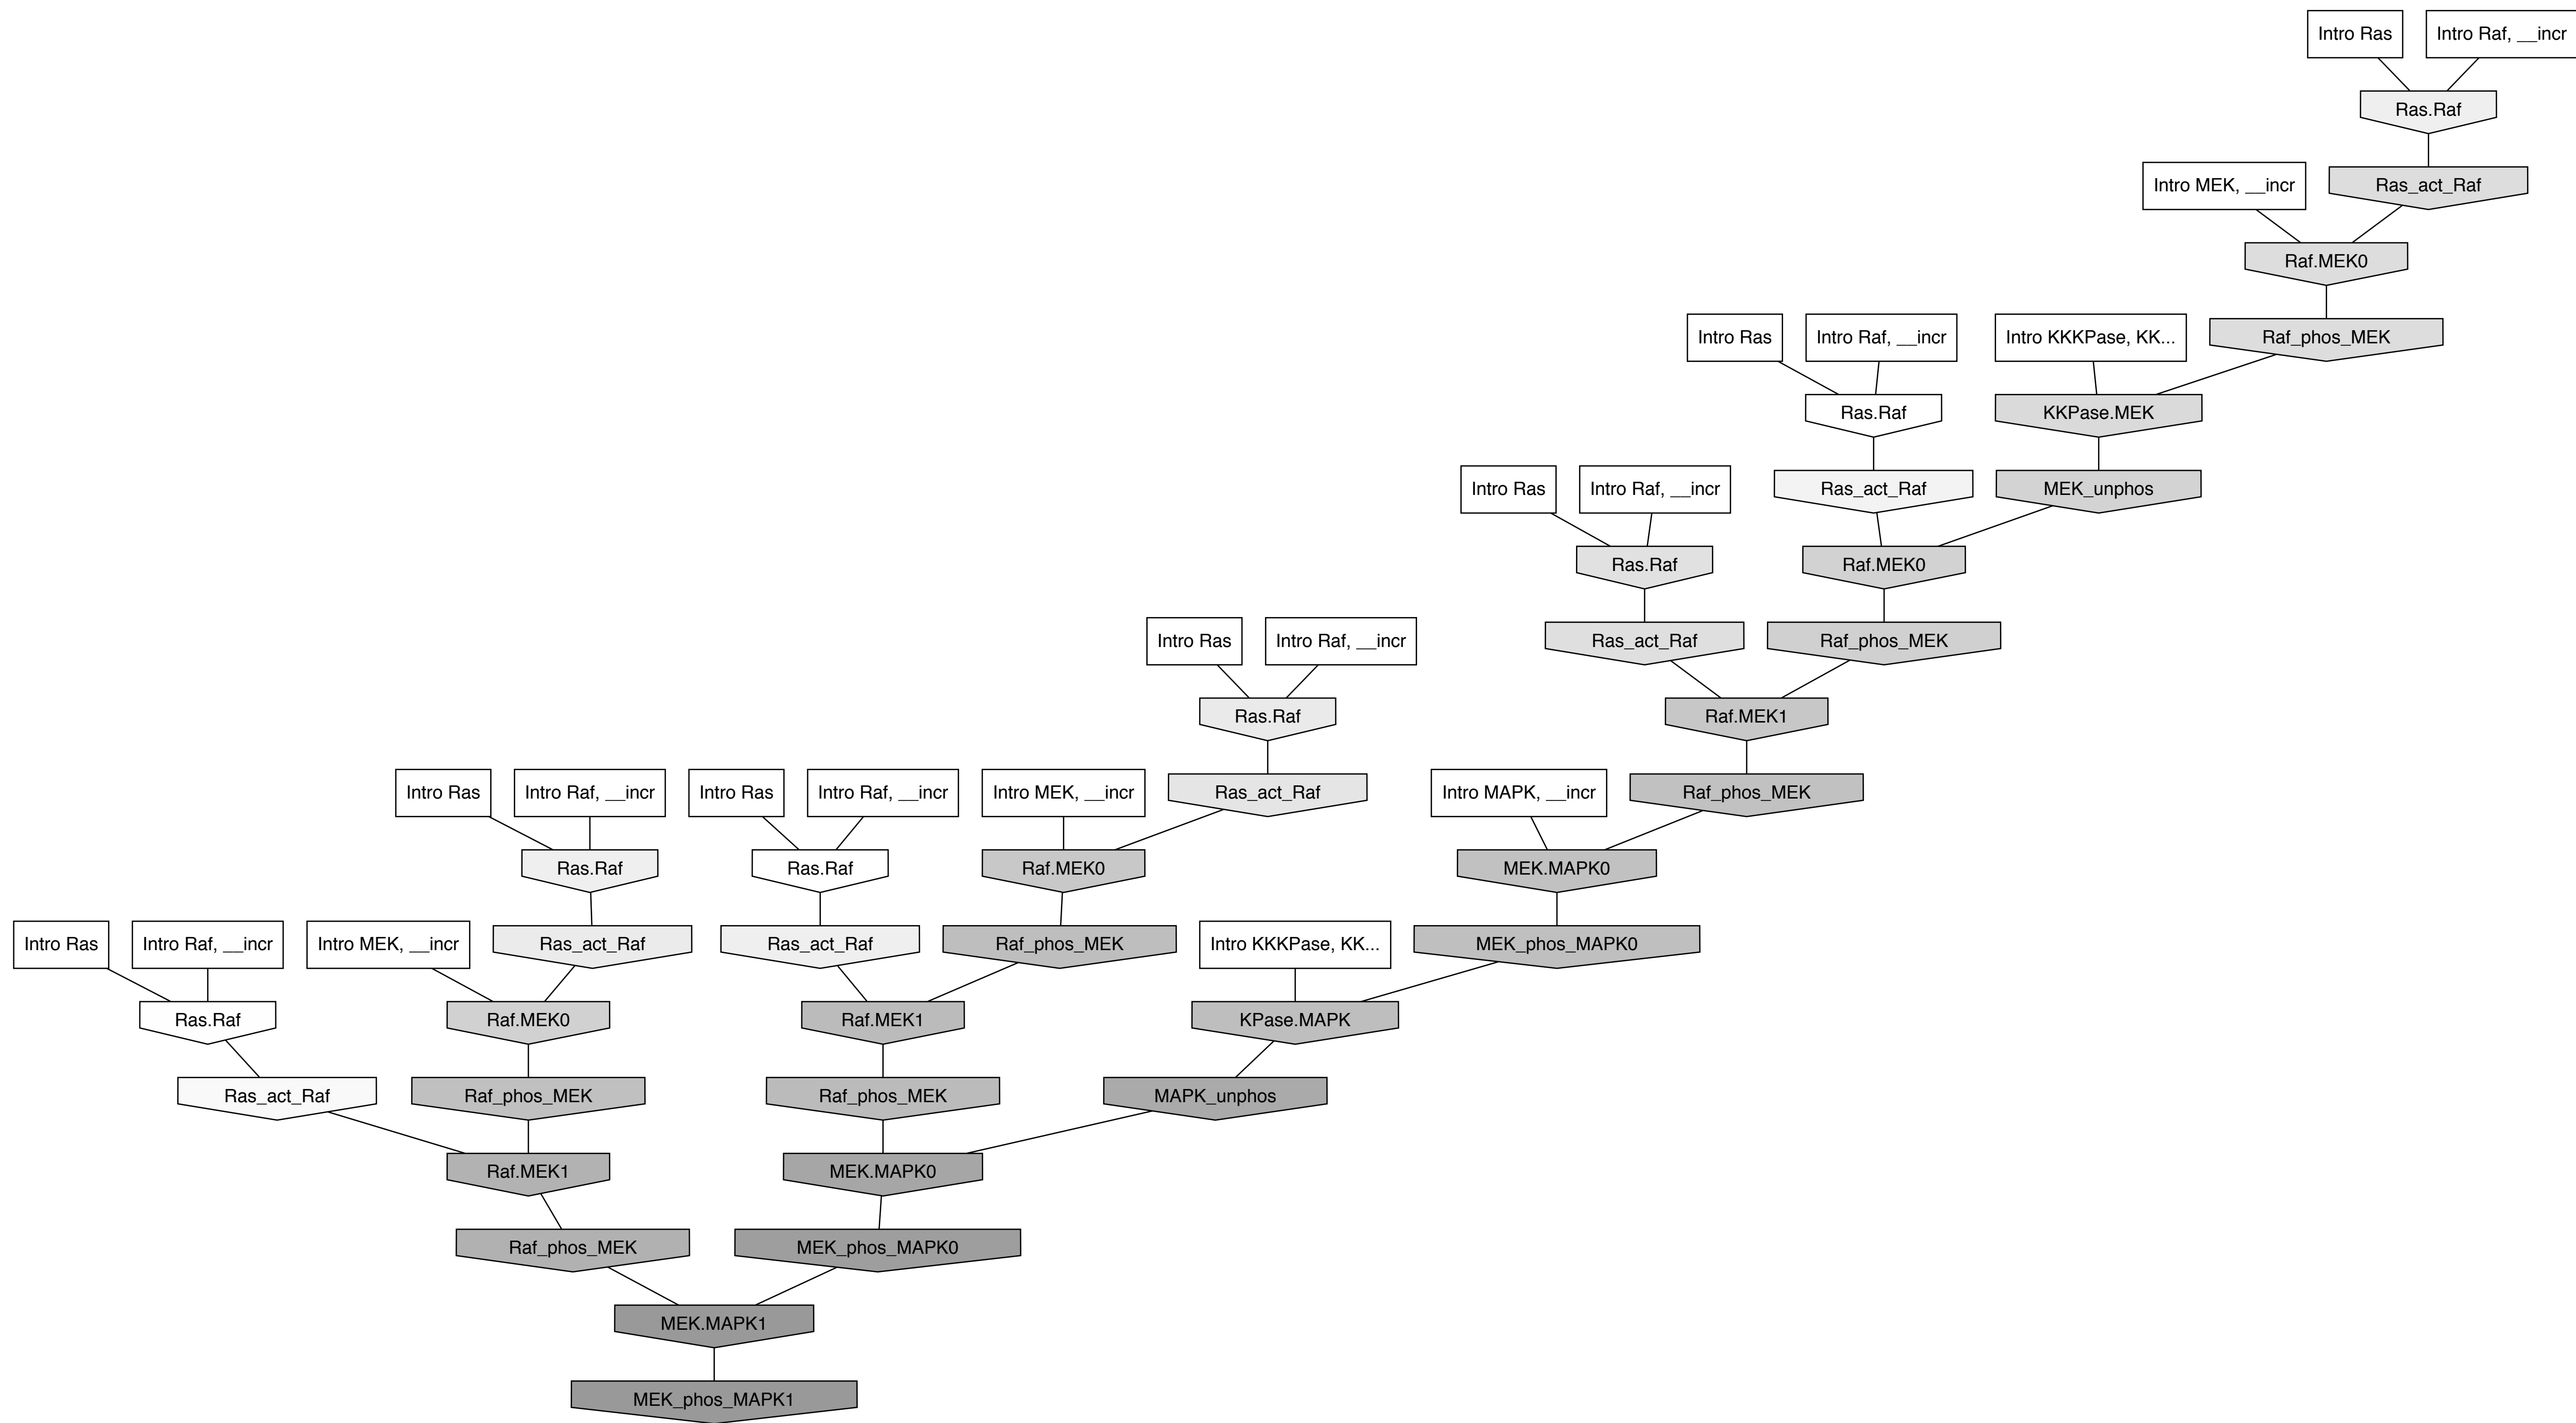 Intro Ras
Intro Raf, __incr
Ras.Raf
Intro MEK, __incr
Ras_act_Raf
Raf.MEK0
Intro Ras
Intro Raf, __incr
Intro KKKPase, KK...
Raf_phos_MEK
Ras.Raf
KKPase.MEK
Intro Ras
Intro Raf, __incr
Ras_act_Raf
MEK_unphos
Ras.Raf
Raf.MEK0
Intro Ras
Intro Raf, __incr
Ras_act_Raf
Raf_phos_MEK
Ras.Raf
Raf.MEK1
Intro Ras
Intro Raf, __incr
Intro Ras
Intro Raf, __incr
Intro MEK, __incr
Ras_act_Raf
Intro MAPK, __incr
Raf_phos_MEK
Ras.Raf
Ras.Raf
Raf.MEK0
MEK.MAPK0
Intro Ras
Intro Raf, __incr
Intro MEK, __incr
Ras_act_Raf
Ras_act_Raf
Raf_phos_MEK
Intro KKKPase, KK...
MEK_phos_MAPK0
Ras.Raf
Raf.MEK0
Raf.MEK1
KPase.MAPK
Ras_act_Raf
Raf_phos_MEK
Raf_phos_MEK
MAPK_unphos
Raf.MEK1
MEK.MAPK0
Raf_phos_MEK
MEK_phos_MAPK0
MEK.MAPK1
MEK_phos_MAPK1